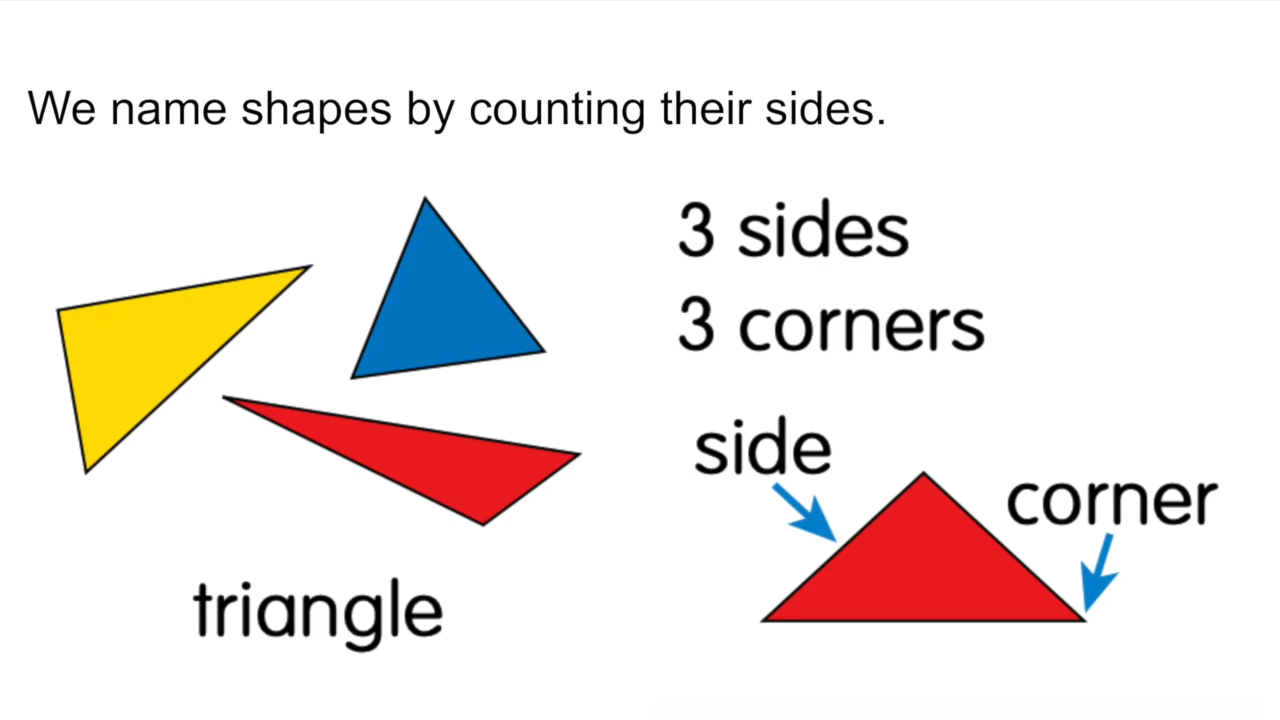 We name shapes by counting their sides.
3 sides
3 corners
side
corner
triangle